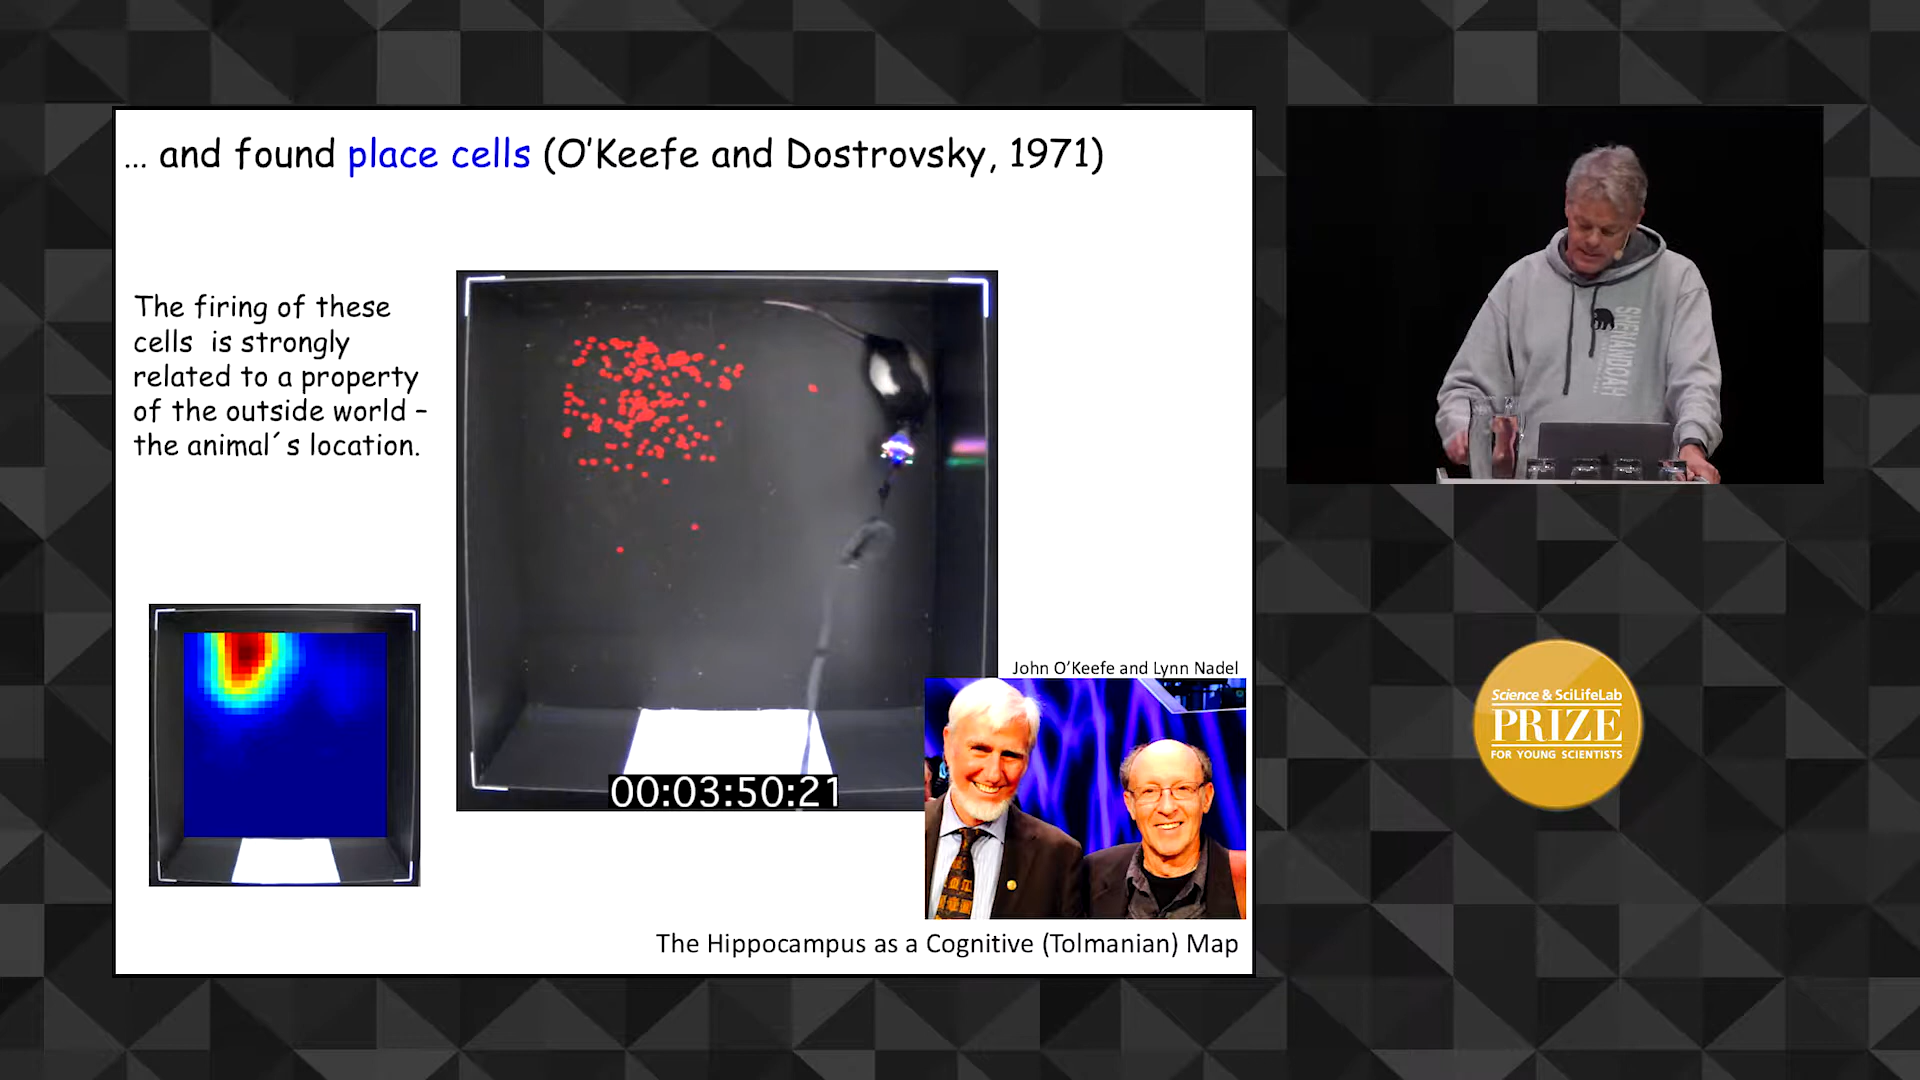 ... and found place cells (O’Keefe and Dostrovsky, 1971)
The firing of these
cells  is strongly
related to a property
of the outside world –
the animal´s location.
00:03:50:21
John O’Keefe and Lynn Nadel
The Hippocampus as a Cognitive (Tolmanian) Map
SHENANDOAH
Science & SciLifeLab
PRIZE
FOR YOUNG SCIENTISTS